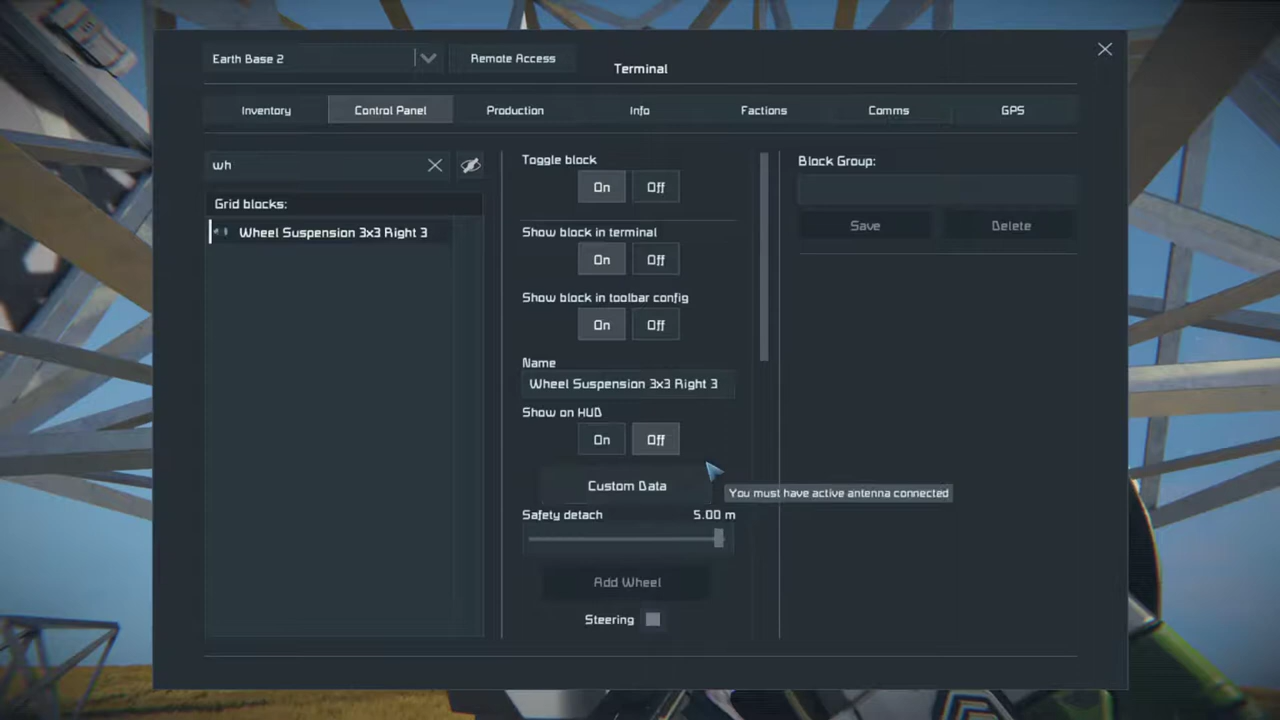 Earth Base 2
Remote Access
Terminal
Inventory
Control Panel
Production
Info
Factions
Comms
GPS
wh
Grid blocks:
Wheel Suspension 3x3 Right 3
Toggle block
On
Off
Show block in terminal
On
Off
Show block in toolbar config
On
Off
Name
Wheel Suspension 3x3 Right 3
Show on HUD
On
Off
Custom Data
You must have active antenna connected
Safety detach 5.00 m
Add Wheel
Steering
Block Group:
Save
Delete